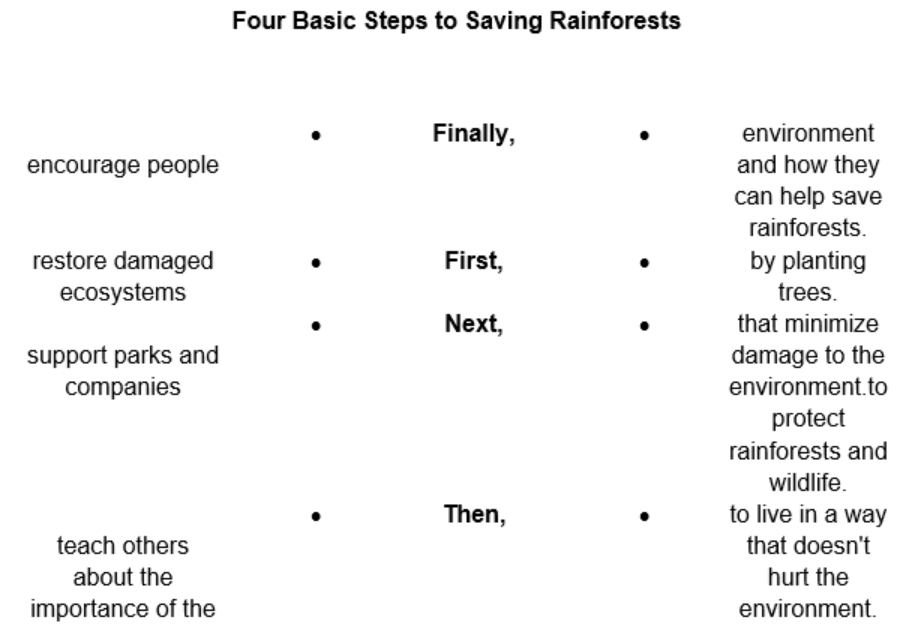 Four Basic Steps to Saving Rainforests
• Finally, • environment
encourage people and how they
can help save
rainforests.
restore damaged • First, • by planting
ecosystems trees.
• Next, • that minimize
support parks and damage to the
companies environment.to
protect
rainforests and
wildlife.
• Then, • to live in a way
teach others that doesn't
about the hurt the
importance of the environment.